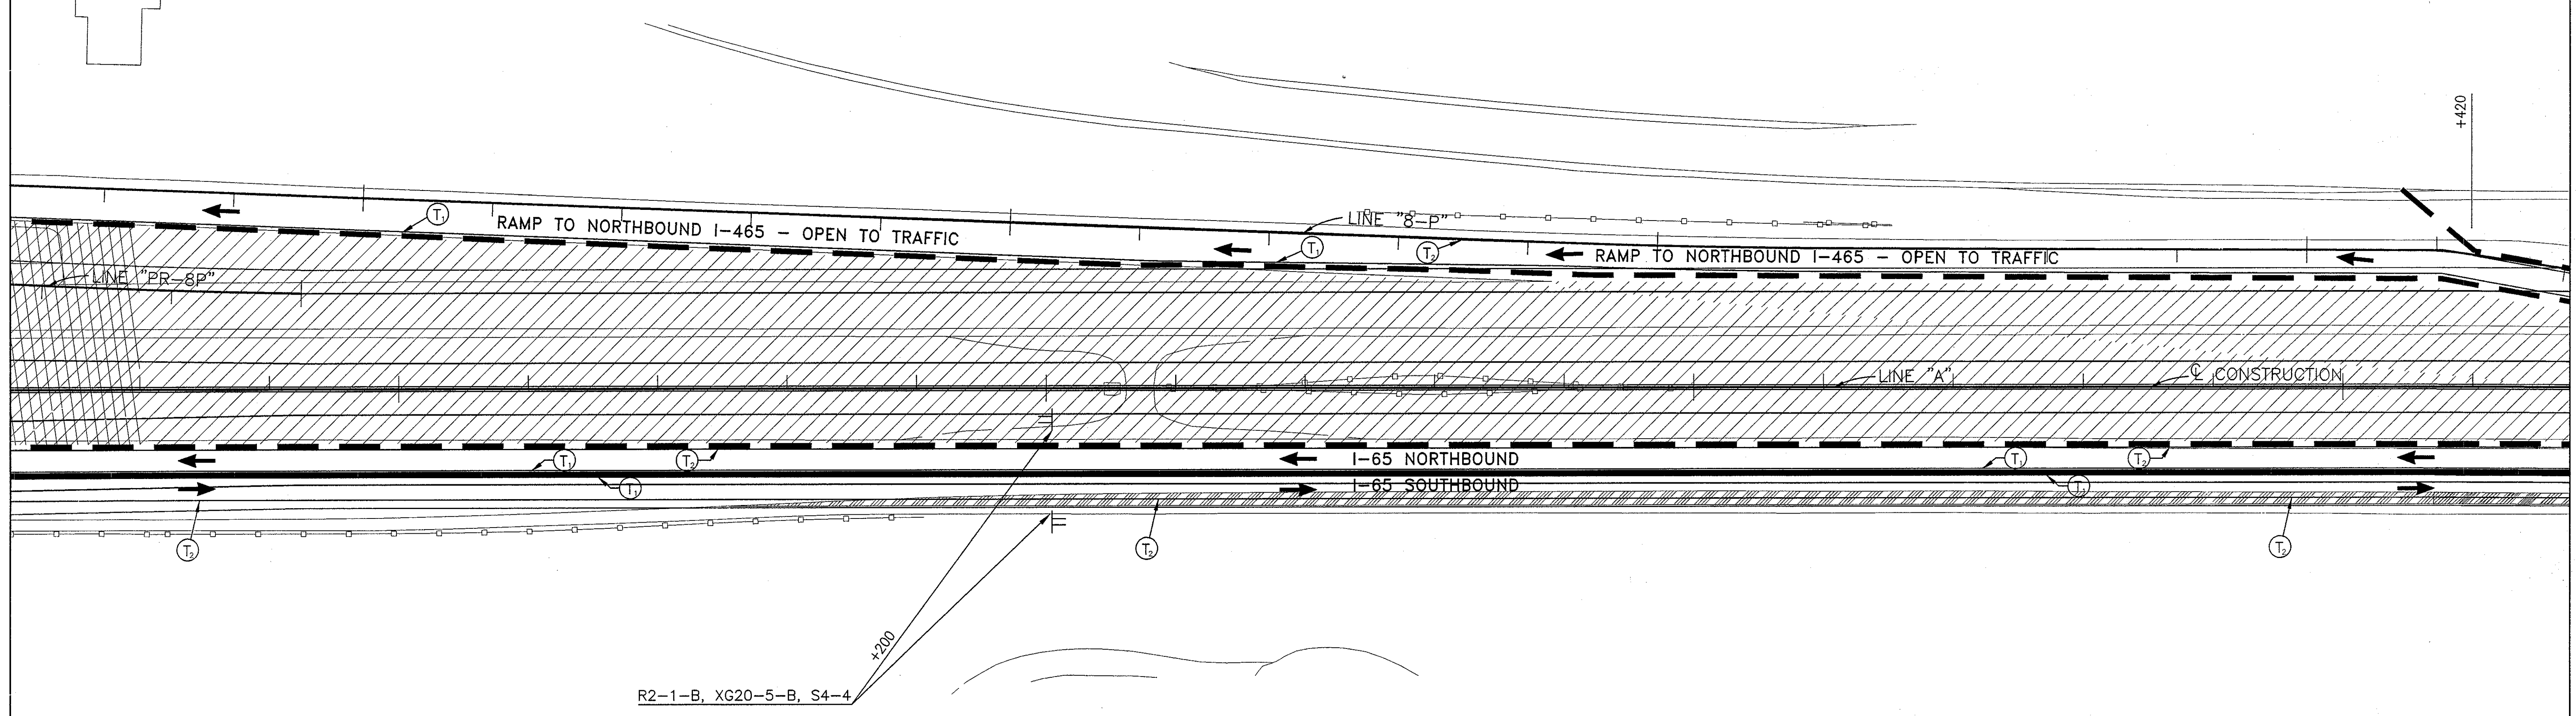 +420
LINE "8-P"
T₁
RAMP TO NORTHBOUND I-465 - OPEN TO TRAFFIC
T₁
T₂
RAMP TO NORTHBOUND I-465 - OPEN TO TRAFFIC
LINE "PR-8P"
LINE "A"
℄ CONSTRUCTION
T₁
T₂
I-65 NORTHBOUND
T₁
T₂
T₁
I-65 SOUTHBOUND
T₁
T₂
T₂
T₂
+200
R2-1-B, XG20-5-B, S4-4